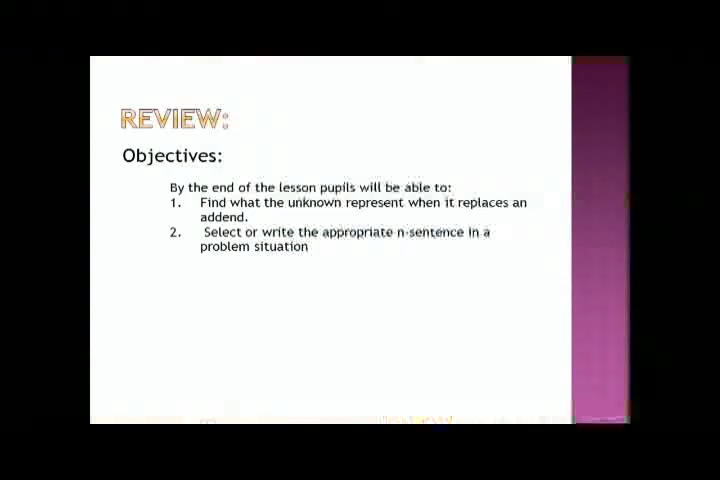 REVIEW:
Objectives:
By the end of the lesson pupils will be able to:
1. Find what the unknown represent when it replaces an
addend.
2. Select or write the appropriate n-sentence in a
problem situation